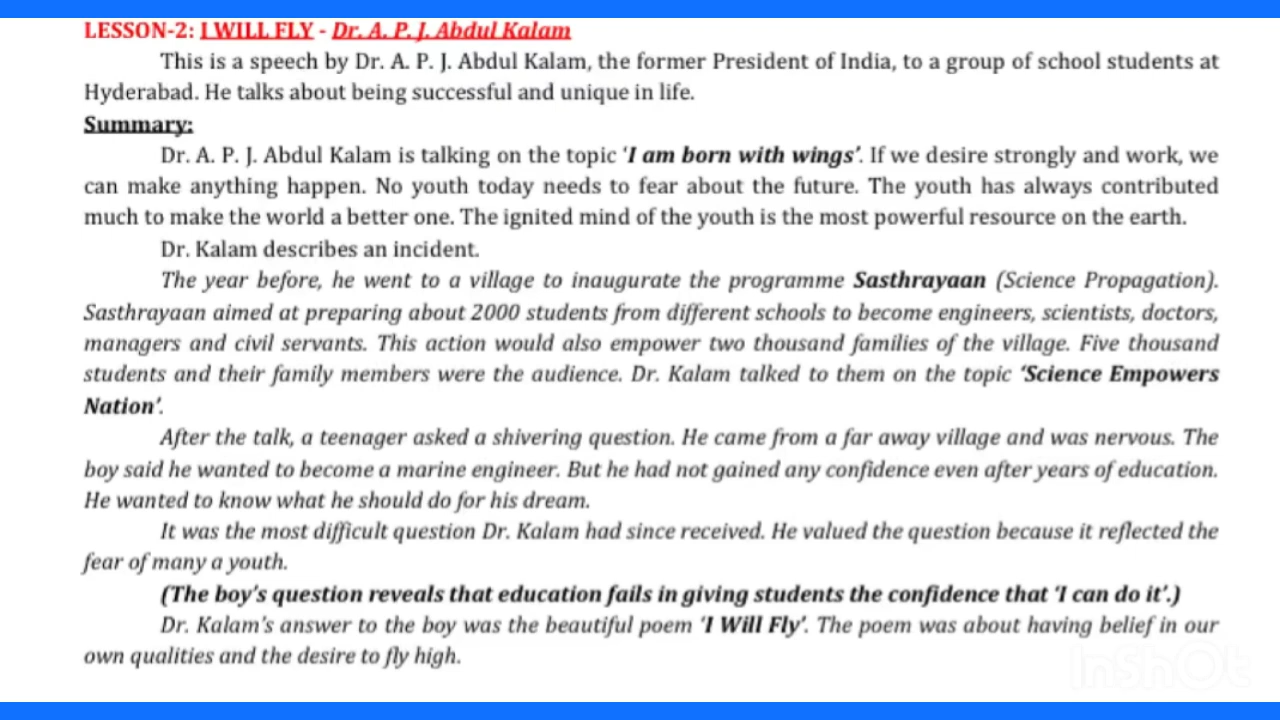 LESSON-2: I WILL FLY - Dr. A. P. J. Abdul Kalam
This is a speech by Dr. A. P. J. Abdul Kalam, the former President of India, to a group of school students at
Hyderabad. He talks about being successful and unique in life.
Summary:
Dr. A. P. J. Abdul Kalam is talking on the topic ‘I am born with wings’. If we desire strongly and work, we
can make anything happen. No youth today needs to fear about the future. The youth has always contributed
much to make the world a better one. The ignited mind of the youth is the most powerful resource on the earth.
Dr. Kalam describes an incident.
The year before, he went to a village to inaugurate the programme Sasthrayaan (Science Propagation).
Sasthrayaan aimed at preparing about 2000 students from different schools to become engineers, scientists, doctors,
managers and civil servants. This action would also empower two thousand families of the village. Five thousand
students and their family members were the audience. Dr. Kalam talked to them on the topic ‘Science Empowers
Nation’.
After the talk, a teenager asked a shivering question. He came from a far away village and was nervous. The
boy said he wanted to become a marine engineer. But he had not gained any confidence even after years of education.
He wanted to know what he should do for his dream.
It was the most difficult question Dr. Kalam had since received. He valued the question because it reflected the
fear of many a youth.
(The boy’s question reveals that education fails in giving students the confidence that ‘I can do it’.)
Dr. Kalam’s answer to the boy was the beautiful poem ‘I Will Fly’. The poem was about having belief in our
own qualities and the desire to fly high.
InShOt